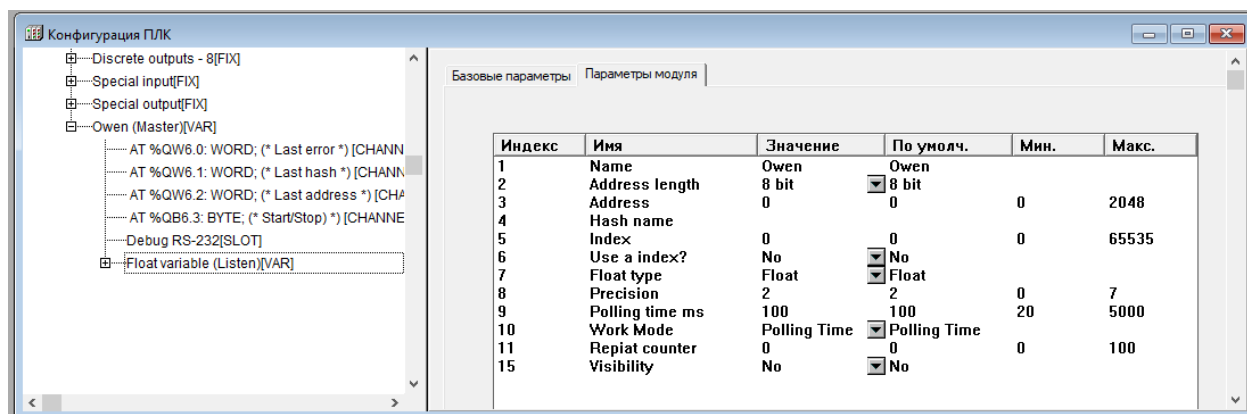 Конфигурация ПЛК
Discrete outputs - 8[FIX]
Special input[FIX]
Special output[FIX]
Owen (Master)[VAR]
AT %QW6.0: WORD; (* Last error *) [CHANN
AT %QW6.1: WORD; (* Last hash *) [CHANN
AT %QW6.2: WORD; (* Last address *) [CHA
AT %QB6.3: BYTE; (* Start/Stop) *) [CHANNE
Debug RS-232[SLOT]
Float variable (Listen)[VAR]
Базовые параметры Параметры модуля
Индекс Имя Значение По умолч. Мин. Макс.
1 Name Owen Owen
2 Address length 8 bit 8 bit
3 Address 0 0 0 2048
4 Hash name
5 Index 0 0 0 65535
6 Use a index? No No
7 Float type Float Float
8 Precision 2 2 0 7
9 Polling time ms 100 100 20 5000
10 Work Mode Polling Time Polling Time
11 Repiat counter 0 0 0 100
15 Visibility No No